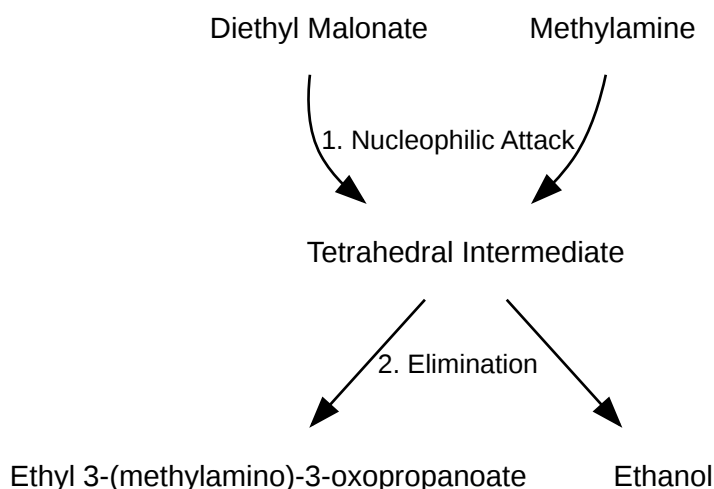 Diethyl Malonate
Methylamine
1. Nucleophilic Attack
Tetrahedral Intermediate
2. Elimination
Ethyl 3-(methylamino)-3-oxopropanoate
Ethanol